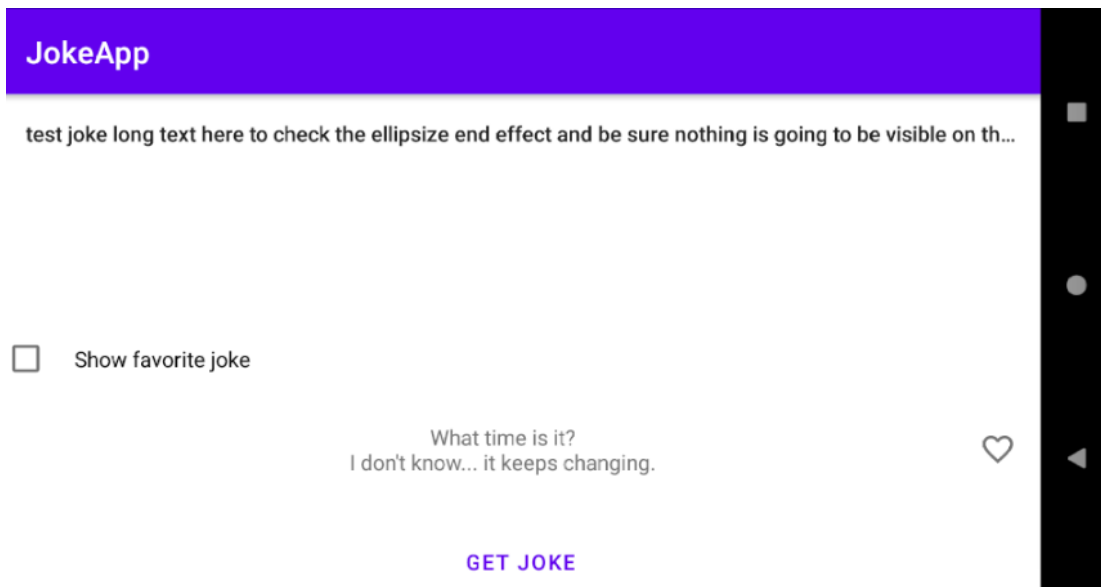 JokeApp
test joke long text here to check the ellipsize end effect and be sure nothing is going to be visible on th...
Show favorite joke
What time is it?
I don't know... it keeps changing.
GET JOKE